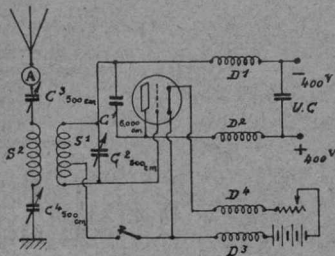 A
C³ 500 cm
S²
C⁴ 500 cm
S¹
C¹ 6,000 cm
C² 500 cm
D1
D2
U.C
−400V
+400V
D4
D3